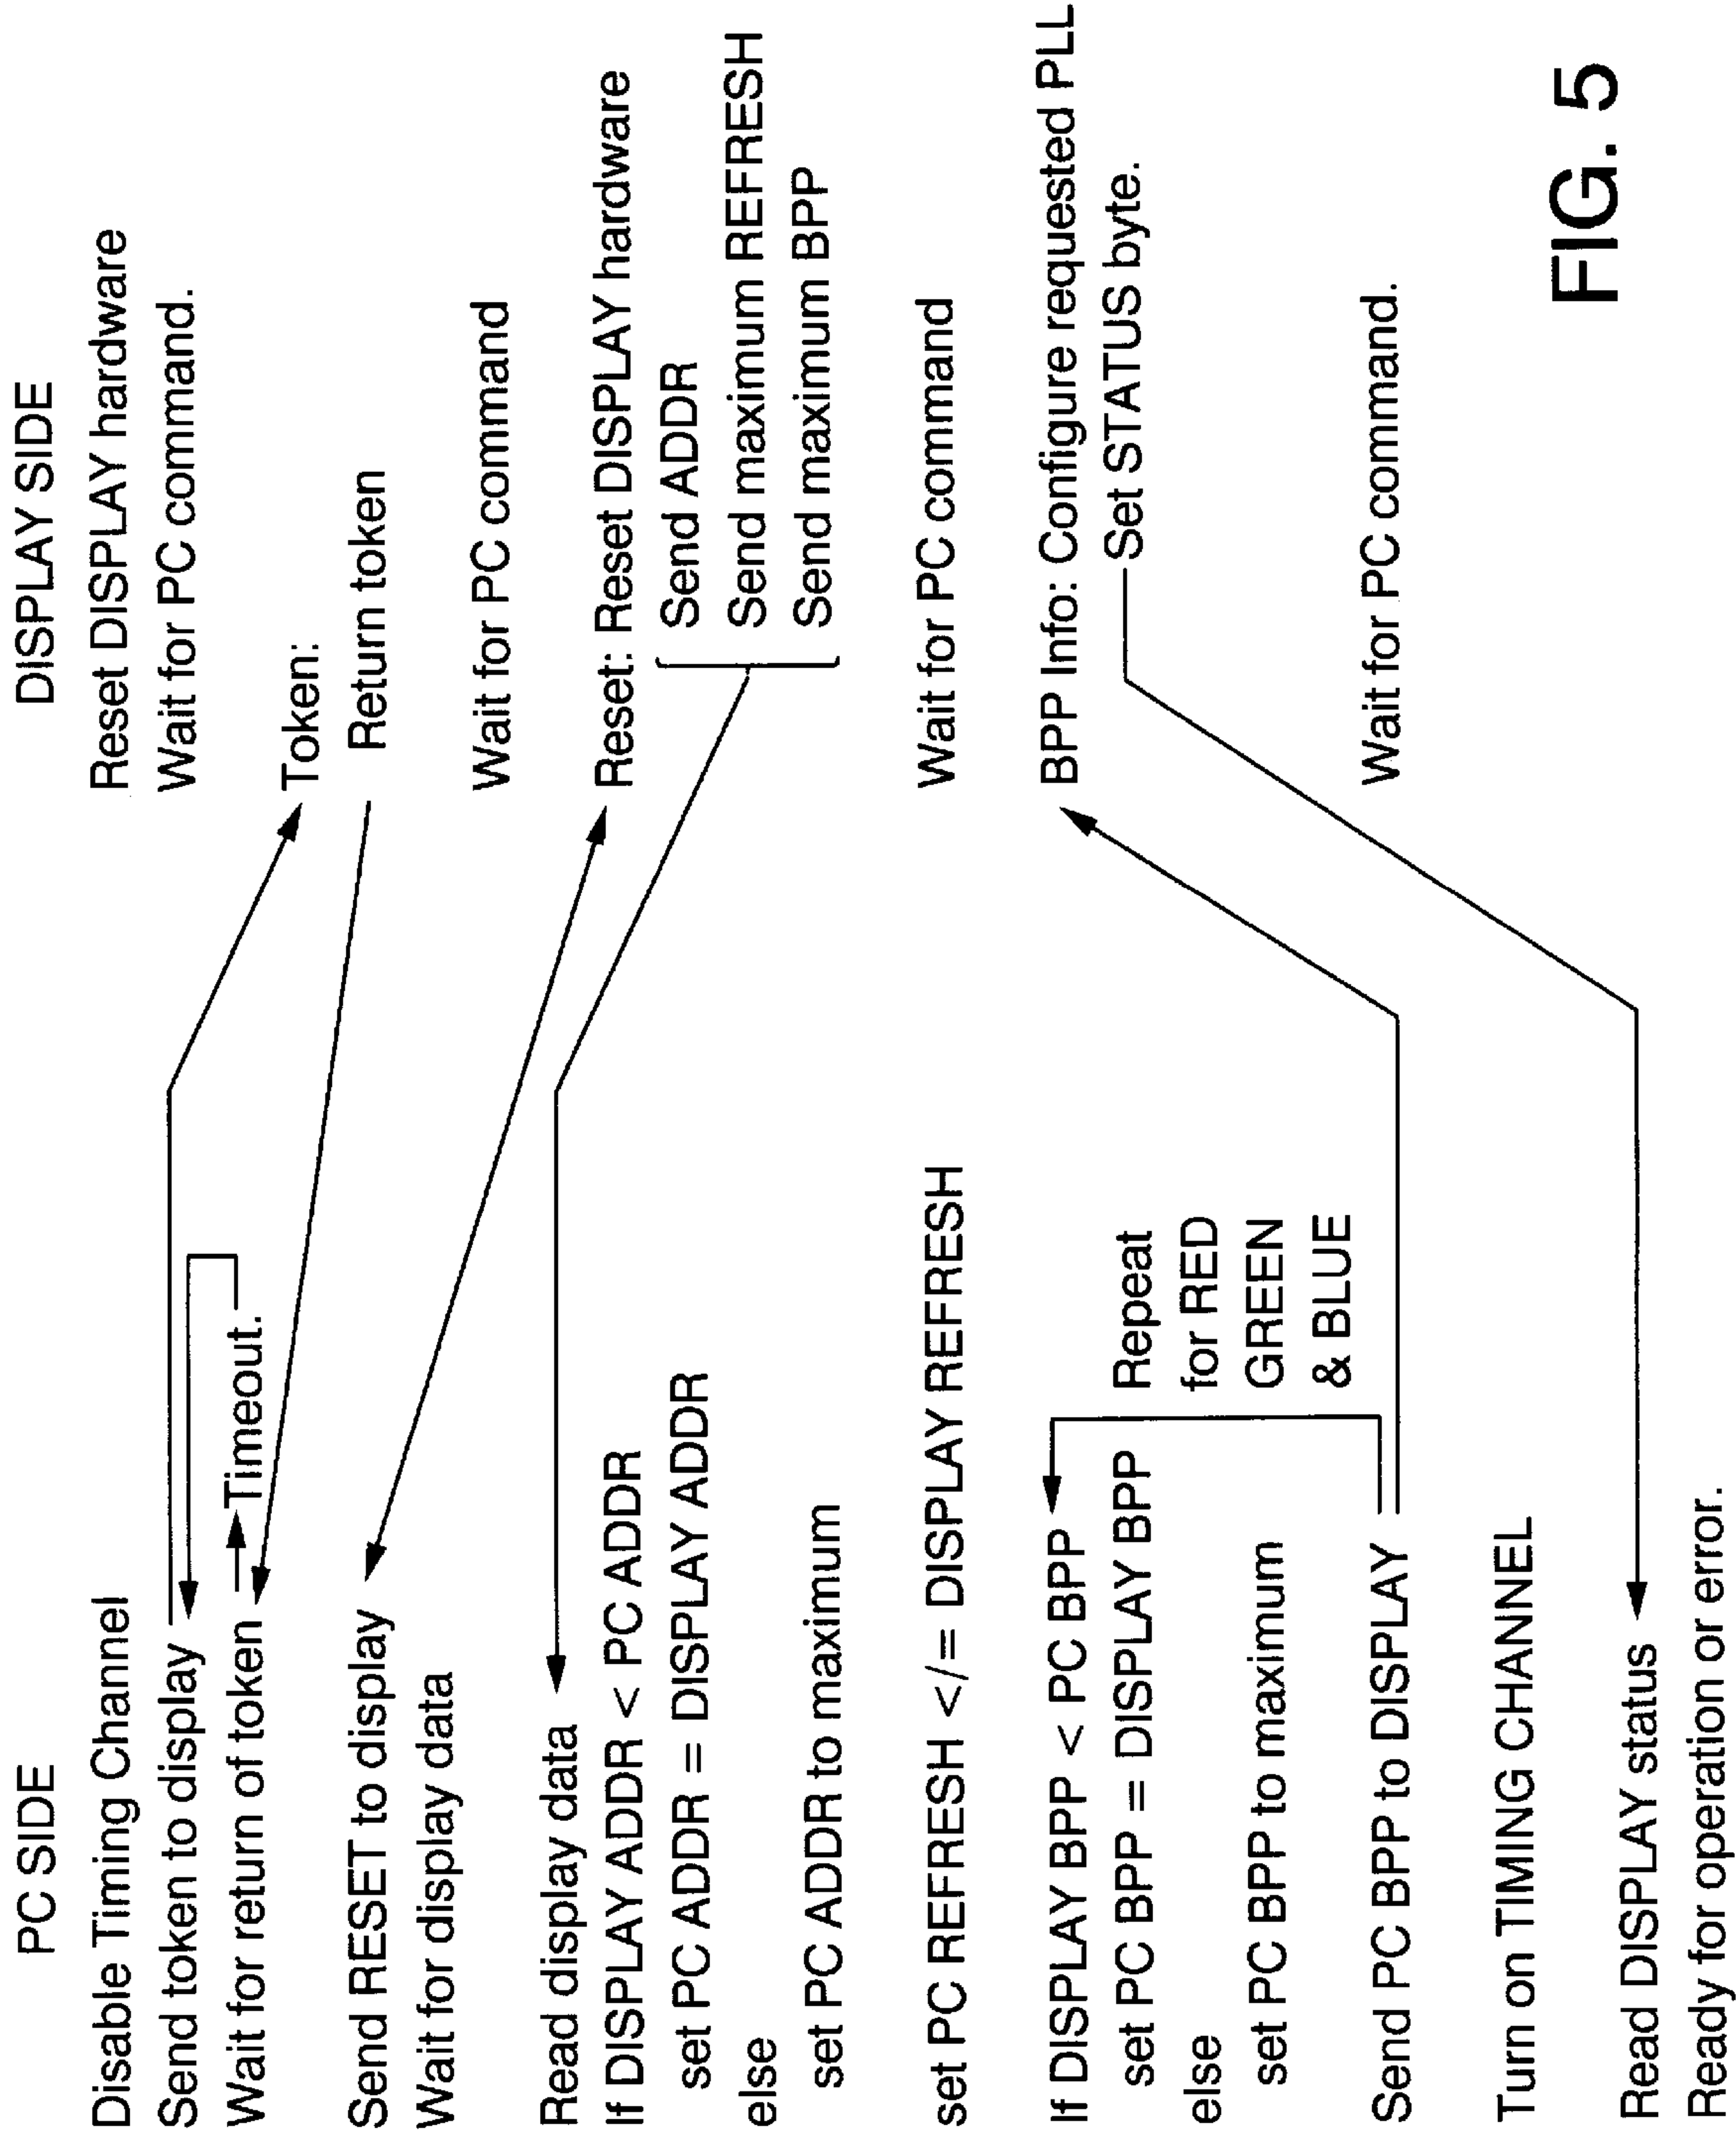 PC SIDE
Disable Timing Channel
Send token to display
Wait for return of token
Timeout.
Send RESET to display
Wait for display data
Read display data
If DISPLAY ADDR < PC ADDR
set PC ADDR = DISPLAY ADDR
else
set PC ADDR to maximum
set PC REFRESH </= DISPLAY REFRESH
If DISPLAY BPP < PC BPP
set PC BPP = DISPLAY BPP
else
set PC BPP to maximum
Repeat
for RED
GREEN
& BLUE
Send PC BPP to DISPLAY
Turn on TIMING CHANNEL
Read DISPLAY status
Ready for operation or error.
DISPLAY SIDE
Reset DISPLAY hardware
Wait for PC command.
Token:
Return token
Wait for PC command
Reset: Reset DISPLAY hardware
Send ADDR
Send maximum REFRESH
Send maximum BPP
Wait for PC command
BPP Info: Configure requested PLL
Set STATUS byte.
Wait for PC command.
FIG. 5